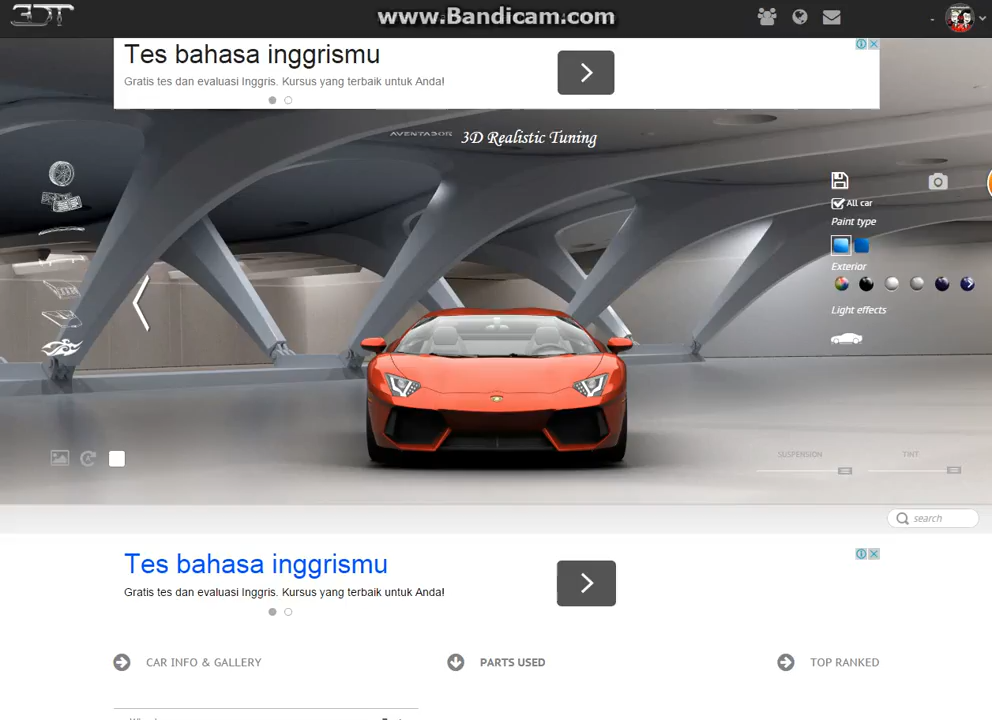 3DT
www.Bandicam.com
Tes bahasa inggrismu
Gratis tes dan evaluasi Inggris. Kursus yang terbaik untuk Anda!
AVENTADOR 3D Realistic Tuning
All car
Paint type
Exterior
Light effects
SUSPENSION
TINT
search
Tes bahasa inggrismu
Gratis tes dan evaluasi Inggris. Kursus yang terbaik untuk Anda!
CAR INFO & GALLERY
PARTS USED
TOP RANKED